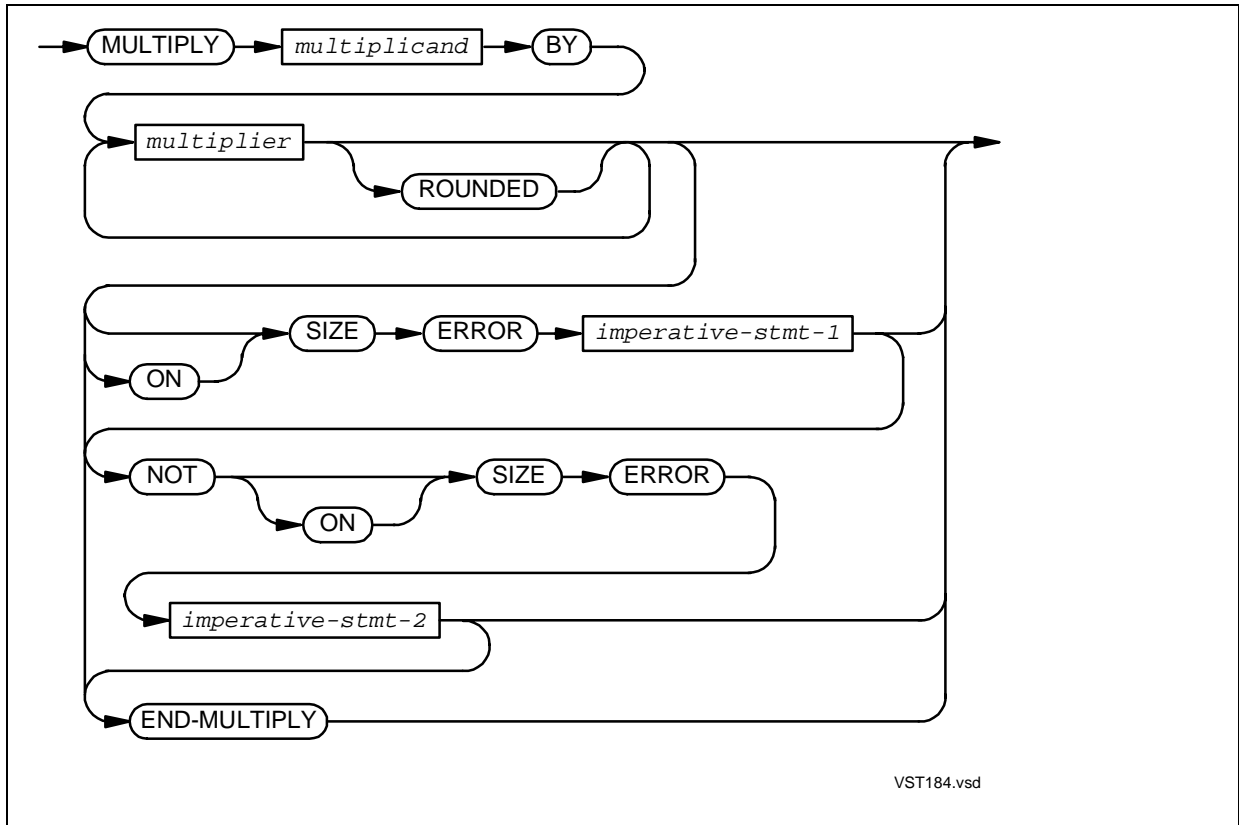 MULTIPLY multiplicand BY
multiplier
ROUNDED
SIZE ERROR imperative-stmt-1
ON
NOT SIZE ERROR
ON
imperative-stmt-2
END-MULTIPLY
VST184.vsd